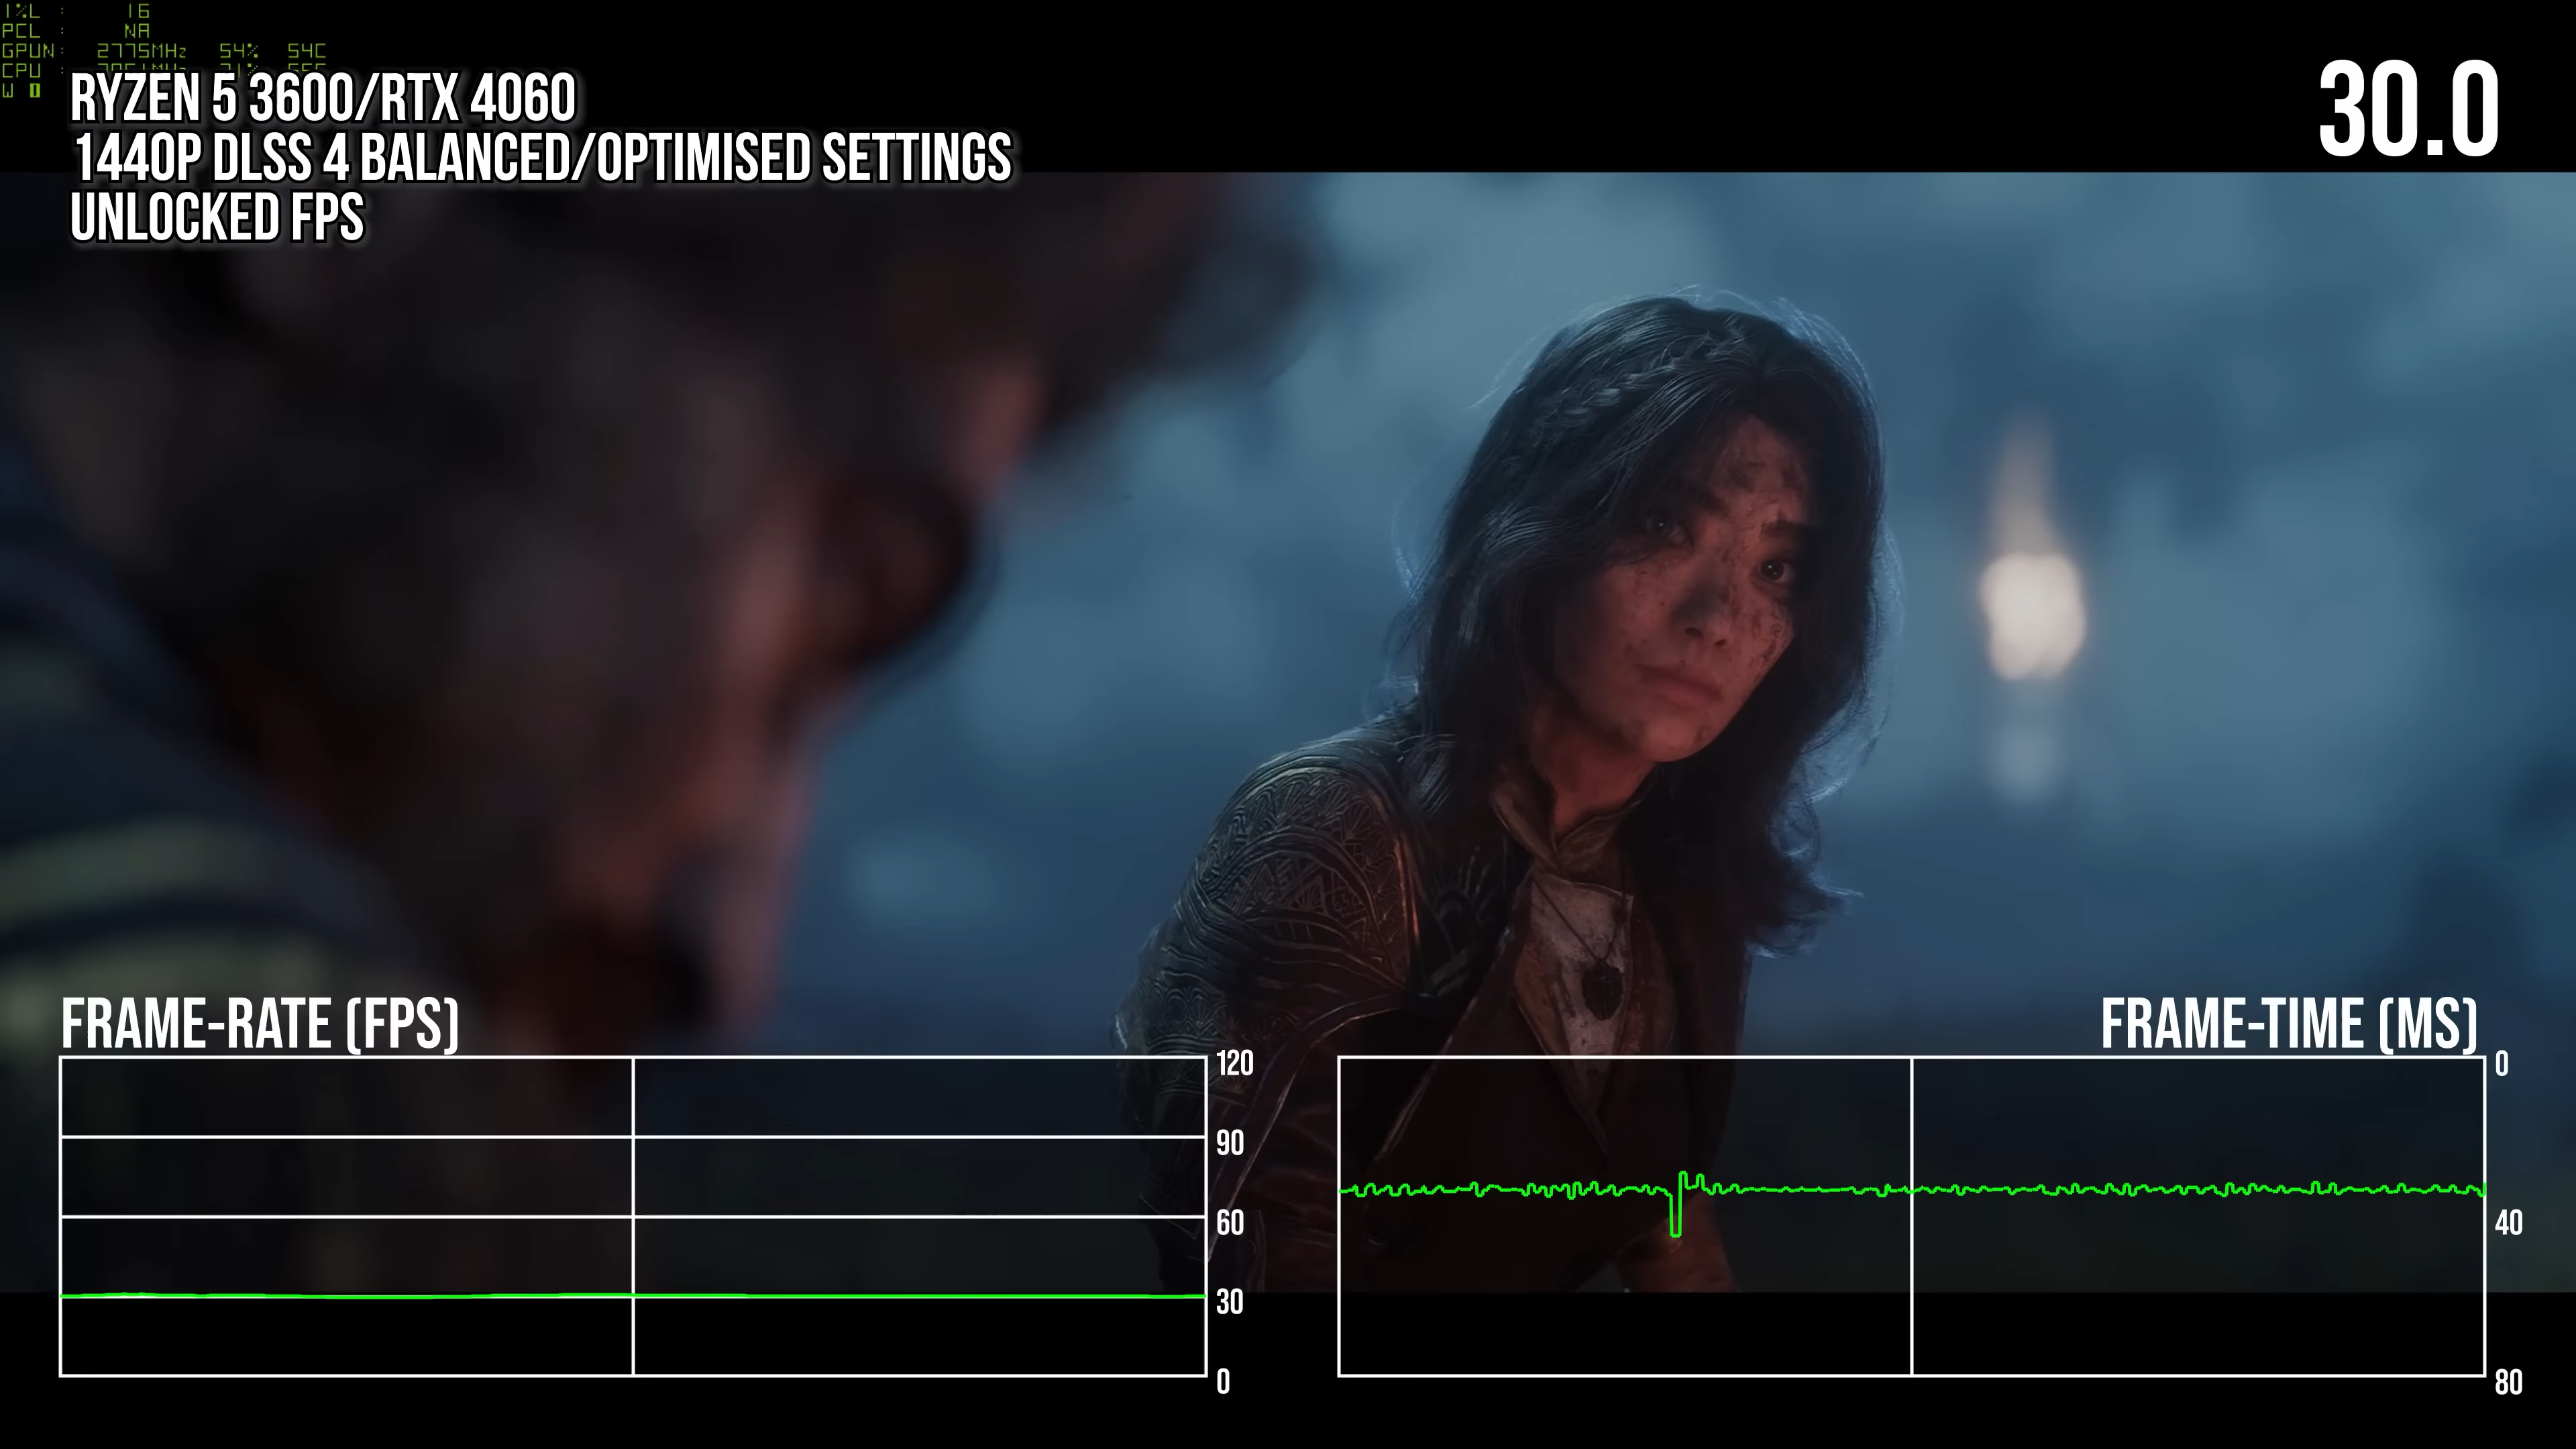 1%L : 16
PCL : NA
GPUN: 2775MHz 54% 54C
CPU :
RYZEN 5 3600/RTX 4060
1440P DLSS 4 BALANCED/OPTIMISED SETTINGS
UNLOCKED FPS
30.0
FRAME-RATE (FPS)
120
90
60
30
0
FRAME-TIME (MS)
0
40
80